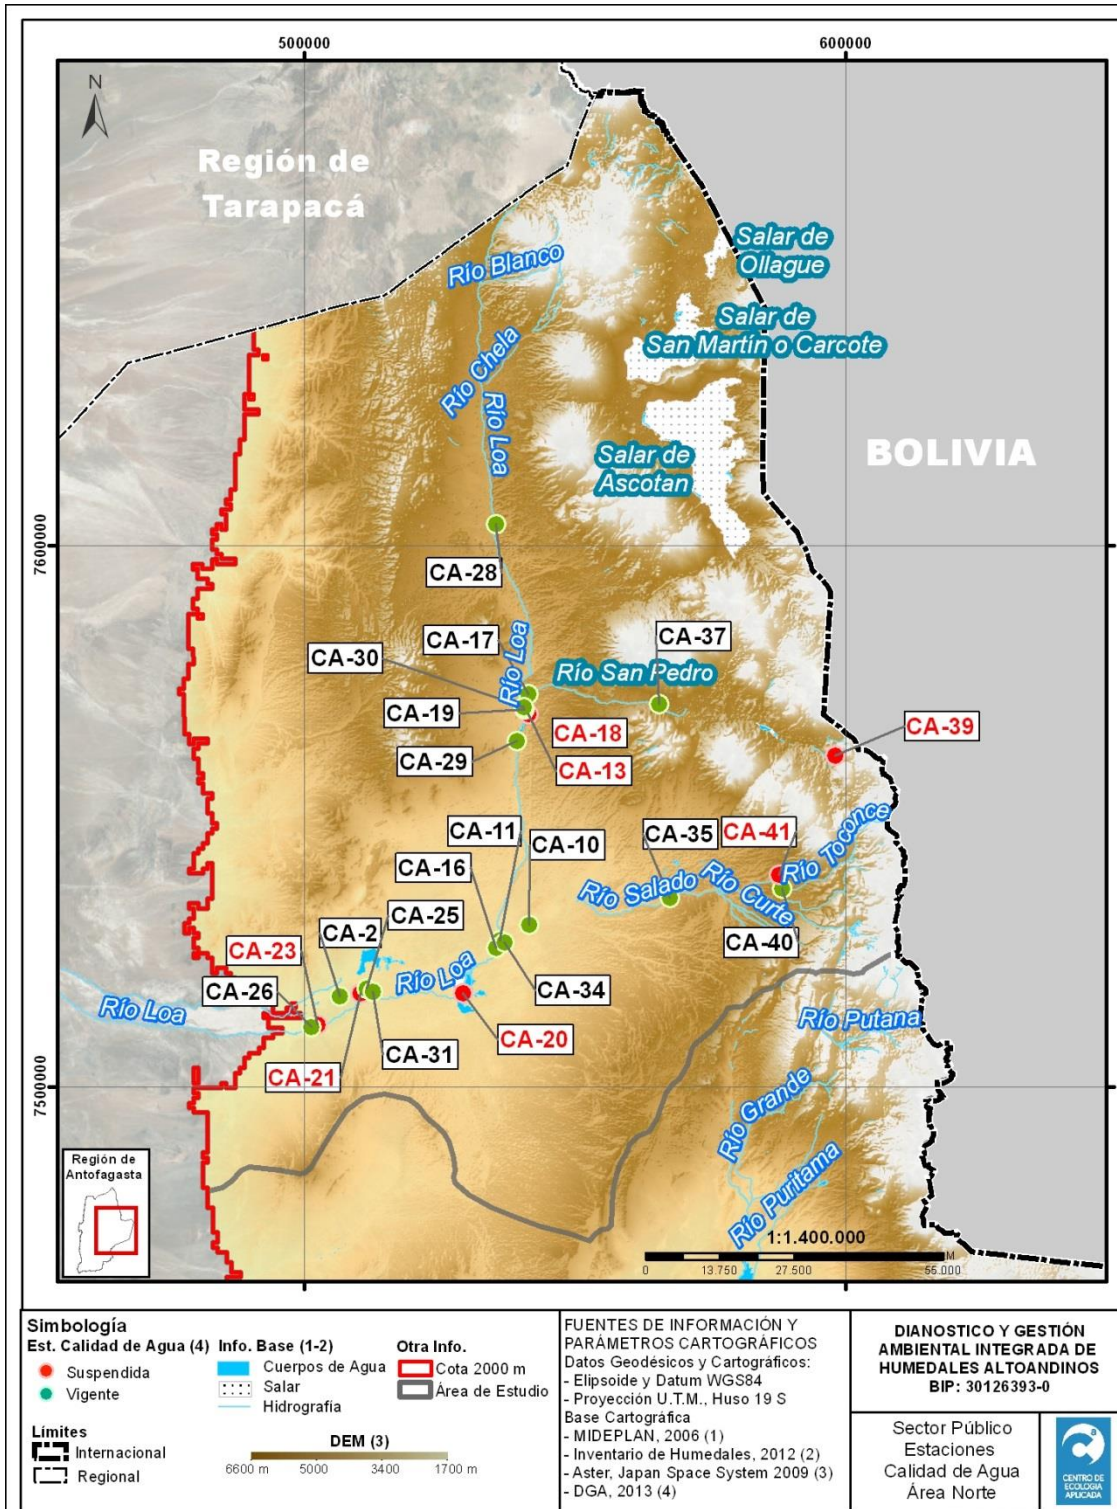 500000
600000
N
Región de
Tarapacá
Río Blanco
Salar de
Ollague
Salar de
San Martín o Carcote
Río Chela
Río Loa
Salar de
Ascotan
BOLIVIA
7600000
CA-28
CA-17
CA-37
CA-30
Río Loa
Río San Pedro
CA-19
CA-18
CA-39
CA-29
CA-13
CA-11
CA-10
CA-35
CA-41
Río Toconce
CA-16
Río Salado
Río Curte
CA-25
CA-2
CA-40
CA-23
Río Loa
CA-26
CA-34
Río Loa
Río Putana
CA-20
CA-31
CA-21
7500000
Río Grande
Región de
Antofagasta
Río Puritama
1:1.400.000
M
0 13.750 27.500 55.000
Simbología
Est. Calidad de Agua (4)
Suspendida
Vigente
Info. Base (1-2)
Cuerpos de Agua
Salar
Hidrografía
Otra Info.
Cota 2000 m
Área de Estudio
Límites
Internacional
Regional
DEM (3)
6600 m 5000 3400 1700 m
FUENTES DE INFORMACIÓN Y
PARÁMETROS CARTOGRÁFICOS
Datos Geodésicos y Cartográficos:
- Elipsoide y Datum WGS84
- Proyección U.T.M., Huso 19 S
Base Cartográfica
- MIDEPLAN, 2006 (1)
- Inventario de Humedales, 2012 (2)
- Aster, Japan Space System 2009 (3)
- DGA, 2013 (4)
DIANOSTICO Y GESTIÓN
AMBIENTAL INTEGRADA DE
HUMEDALES ALTOANDINOS
BIP: 30126393-0
Sector Público
Estaciones
Calidad de Agua
Área Norte
CENTRO DE
ECOLOGIA
APLICADA